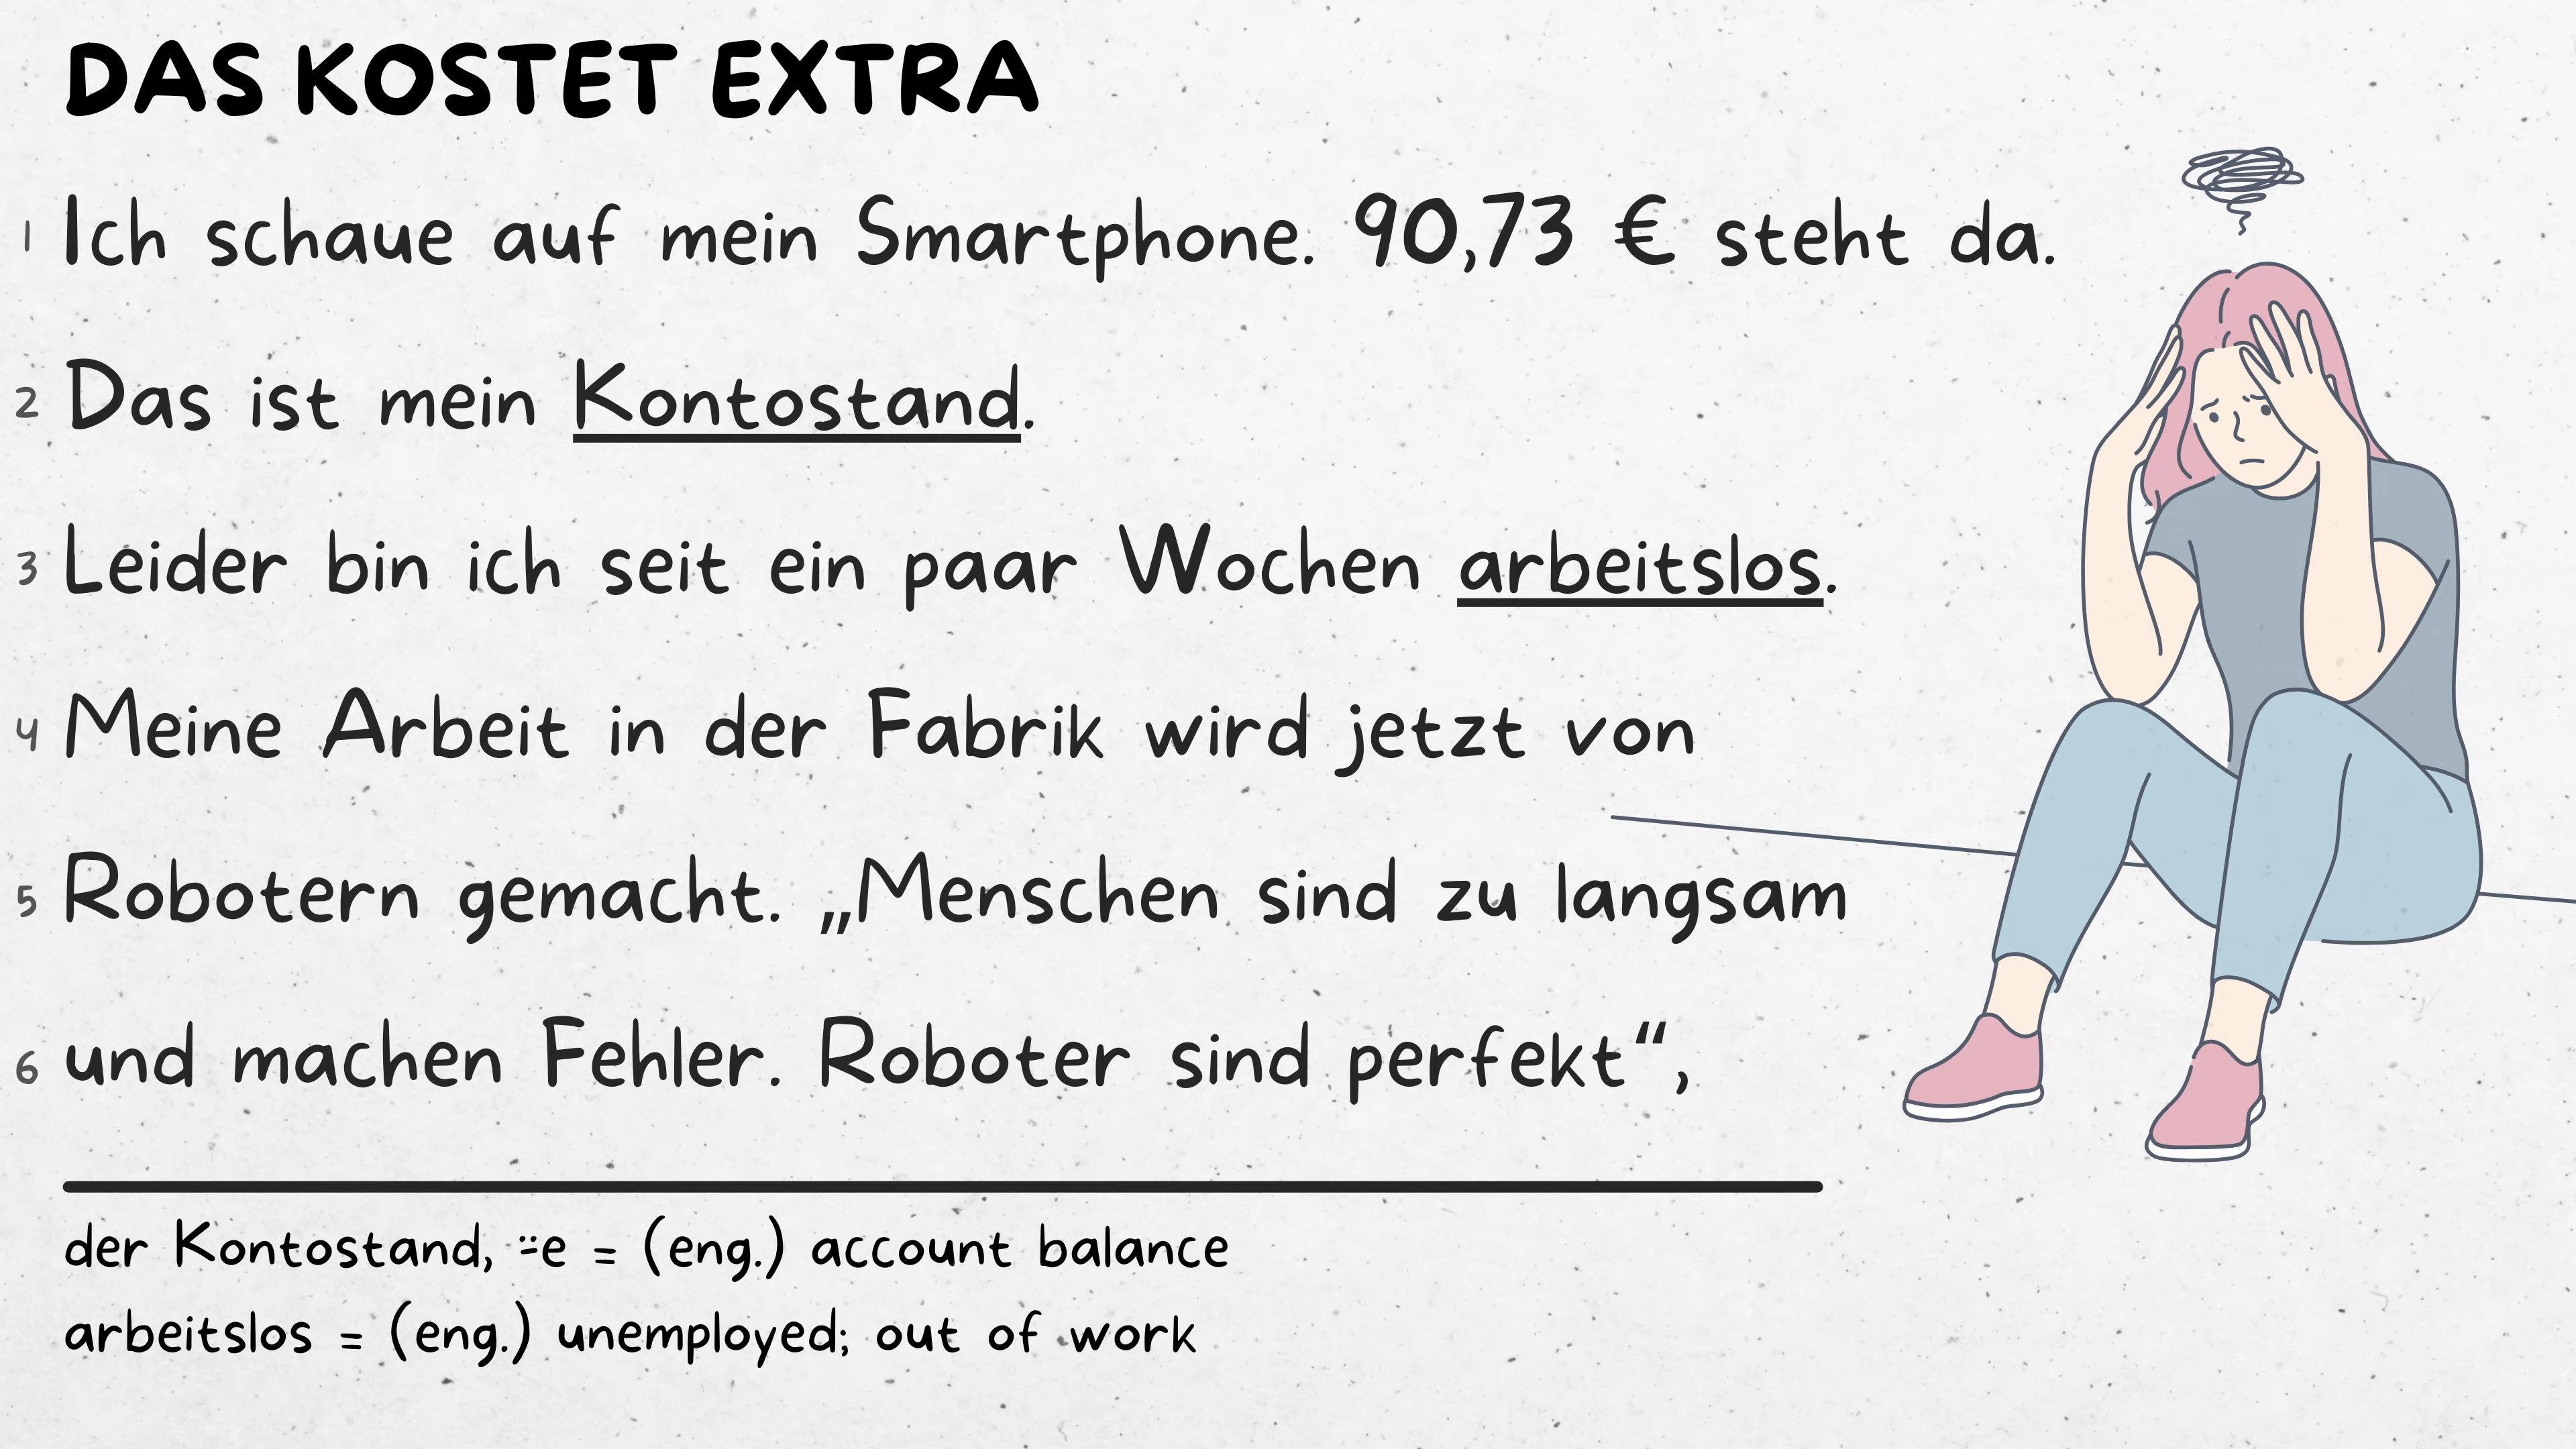 DAS KOSTET EXTRA
1 Ich schaue auf mein Smartphone. 90,73 € steht da.
2 Das ist mein Kontostand.
3 Leider bin ich seit ein paar Wochen arbeitslos.
4 Meine Arbeit in der Fabrik wird jetzt von
5 Robotern gemacht. „Menschen sind zu langsam
6 und machen Fehler. Roboter sind perfekt“,
der Kontostand, ⸚e = (eng.) account balance
arbeitslos = (eng.) unemployed; out of work